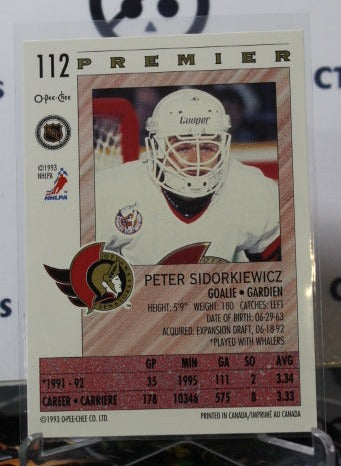 112 PREMIER
O-Pee-Chee
NHL
©1993
NHLPA
NHLPA
Cooper
PETER SIDORKIEWICZ
GOALIE • GARDIEN
HEIGHT: 5'9" WEIGHT: 180 CATCHES: LEFT
DATE OF BIRTH: 06-29-63
ACQUIRED: EXPANSION DRAFT, 06-18-92
*PLAYED WITH WHALERS
GP MIN GA SO AVG
*1991 - 92 35 1995 111 2 3.34
CAREER • CARRIERE 178 10346 575 8 3.33
©1993 O-PEE-CHEE CO. LTD. PRINTED IN CANADA/IMPRIMÉ AU CANADA